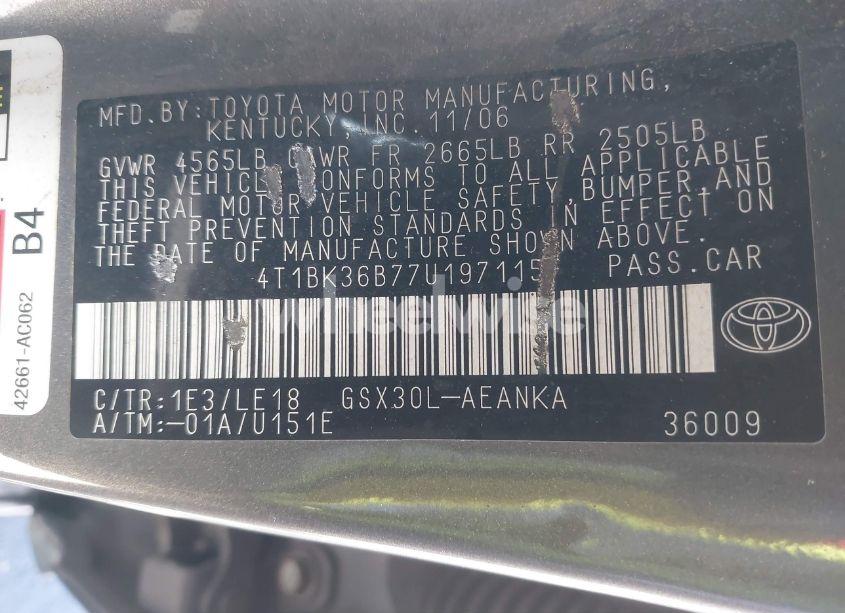 MFD. BY: TOYOTA MOTOR MANUFACTURING,
KENTUCKY, INC. 11/06
GVWR 4565LB GAWR FR 2665LB RR 2505LB
THIS VEHICLE CONFORMS TO ALL APPLICABLE
FEDERAL MOTOR VEHICLE SAFETY, BUMPER, AND
THEFT PREVENTION STANDARDS IN EFFECT ON
THE DATE OF MANUFACTURE SHOWN ABOVE.
4T1BK36B77U197115 PASS.CAR
wheelwise
C/TR:1E3/LE18 GSX30L-AEANKA
A/TM:-01A/U151E 36009
42661-AC062
B4